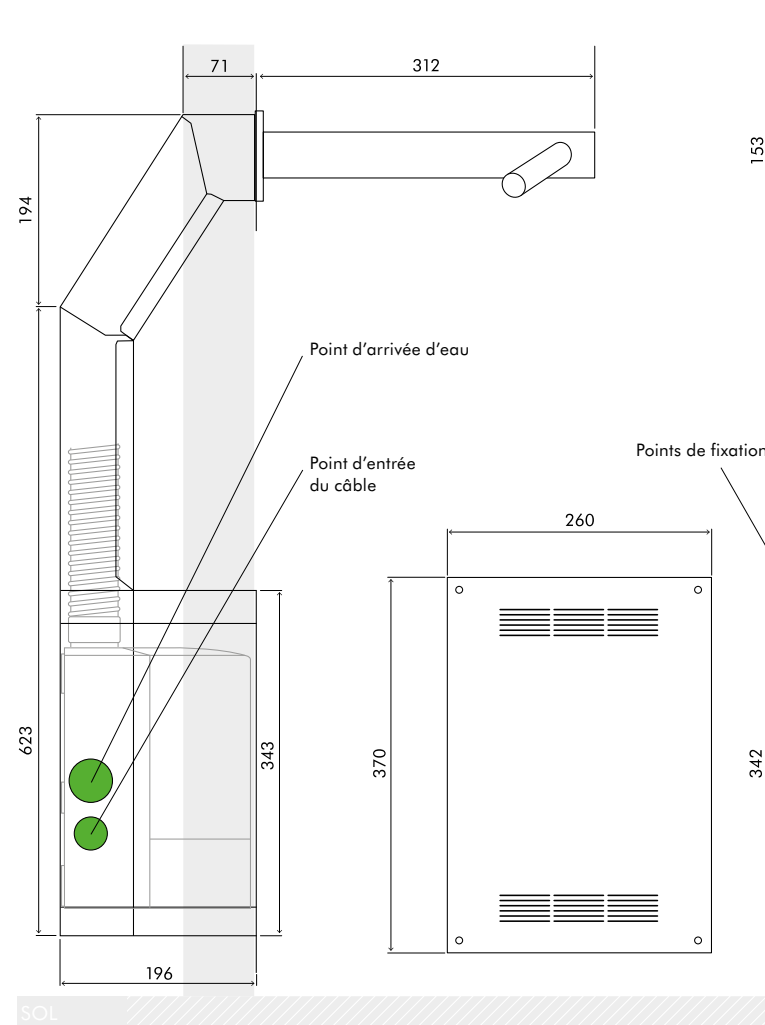 71
312
153
194
Point d'arrivée d'eau
Point d'entrée
du câble
Points de fixation
260
623
343
370
342
196
SOL